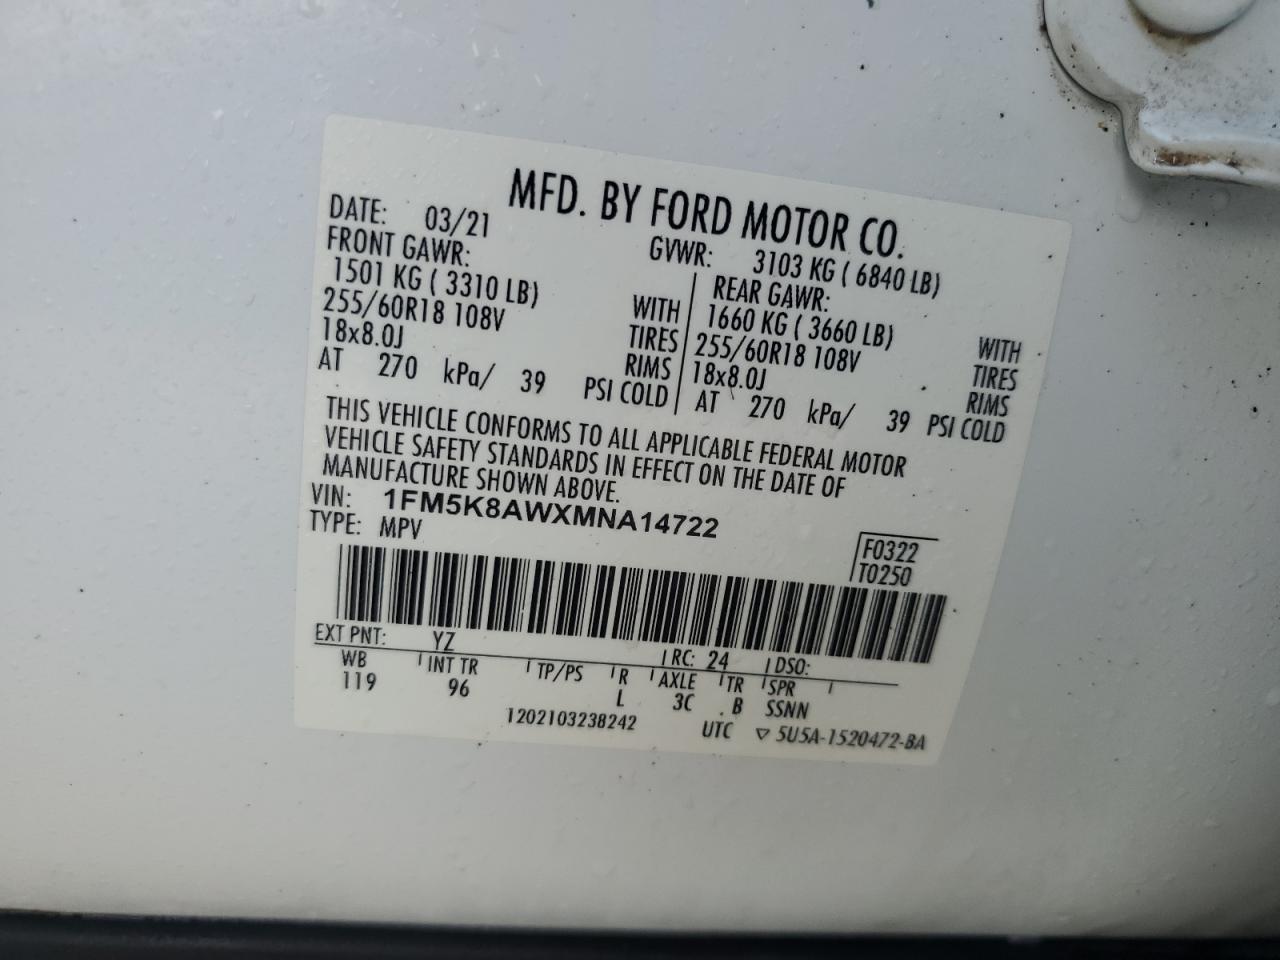 MFD. BY FORD MOTOR CO.
DATE: 03/21 GVWR: 3103 KG ( 6840 LB)
FRONT GAWR: REAR GAWR:
1501 KG ( 3310 LB) WITH 1660 KG ( 3660 LB) WITH
255/60R18 108V TIRES 255/60R18 108V TIRES
18x8.0J RIMS 18x8.0J RIMS
AT 270 kPa/ 39 PSI COLD AT 270 kPa/ 39 PSI COLD
THIS VEHICLE CONFORMS TO ALL APPLICABLE FEDERAL MOTOR
VEHICLE SAFETY STANDARDS IN EFFECT ON THE DATE OF
MANUFACTURE SHOWN ABOVE.
VIN: 1FM5K8AWXMNA14722
TYPE: MPV
F0322
T0250
EXT PNT: YZ RC: 24 DSO:
WB INT TR TP/PS R AXLE TR SPR
119 96 L 3C B SSNN
1202103238242 UTC ▽ 5U5A-1520472-BA